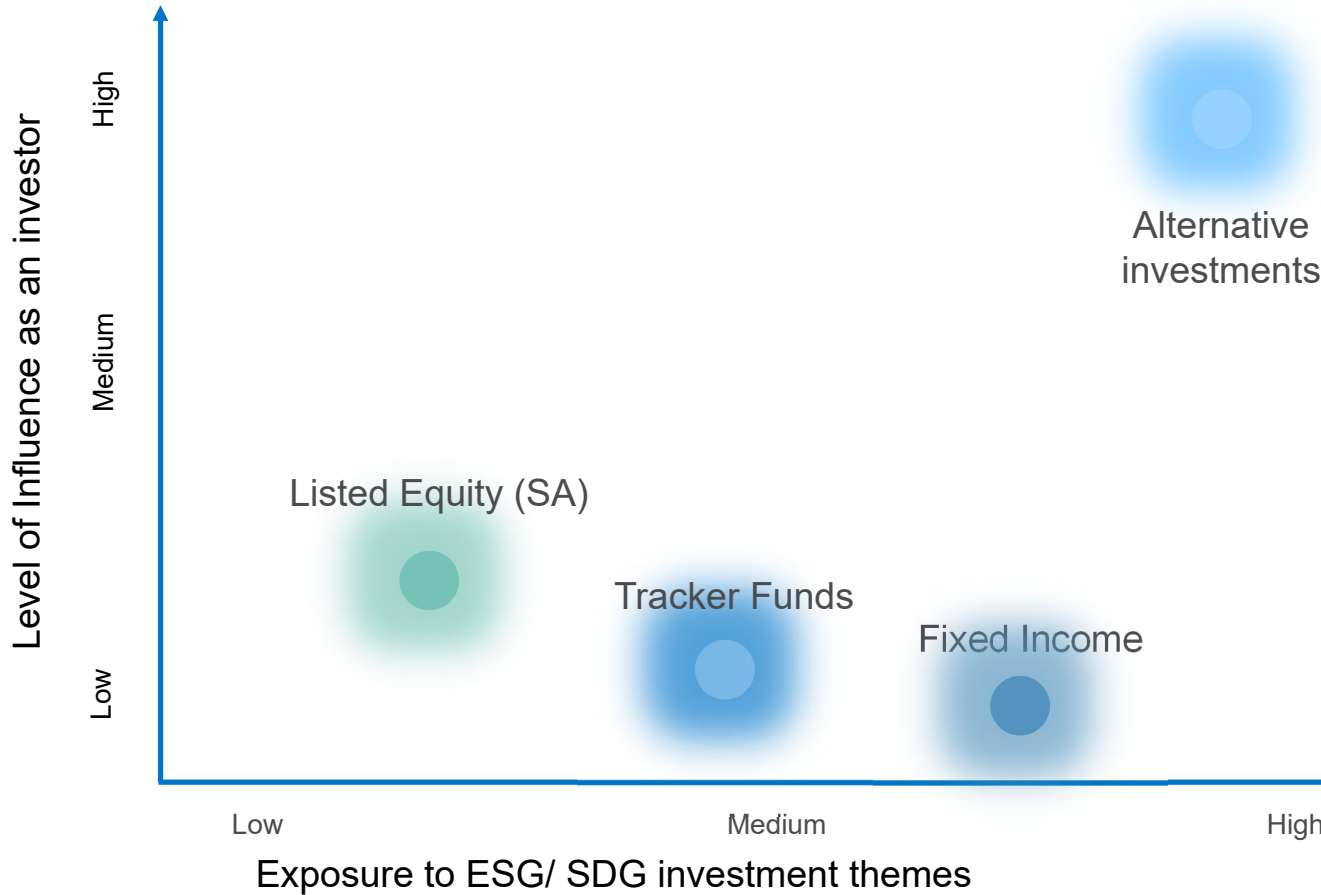 Level of Influence as an investor
High
Medium
Low
Alternative
investments
Listed Equity (SA)
Tracker Funds
Fixed Income
Low
Medium
High
Exposure to ESG/ SDG investment themes